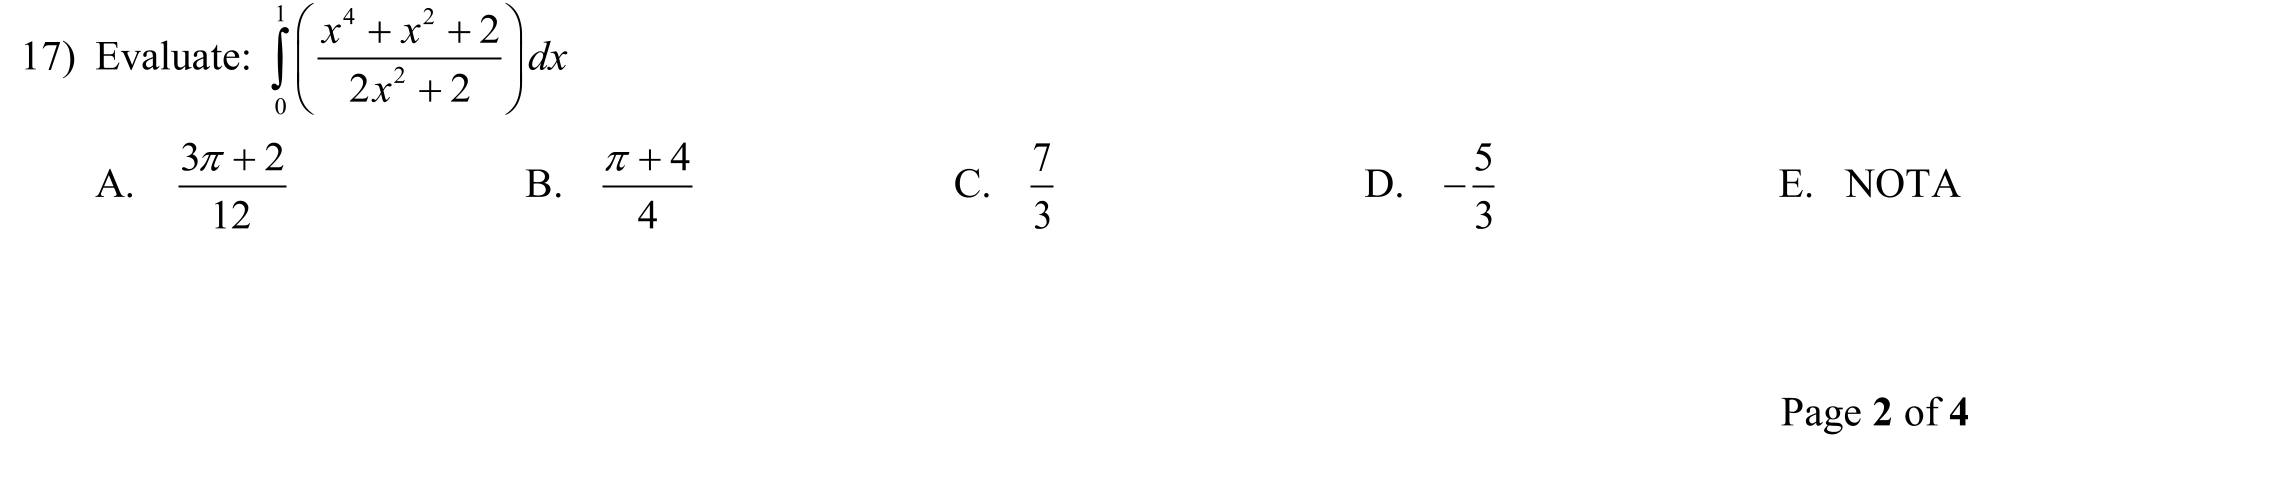 17) Evaluate: \int_0^1 \left( \frac{x^4 + x^2 + 2}{2x^2 + 2} \right) dx
A. \frac{3\pi + 2}{12} B. \frac{\pi + 4}{4} C. \frac{7}{3} D. -\frac{5}{3} E. NOTA
Page 2 of 4